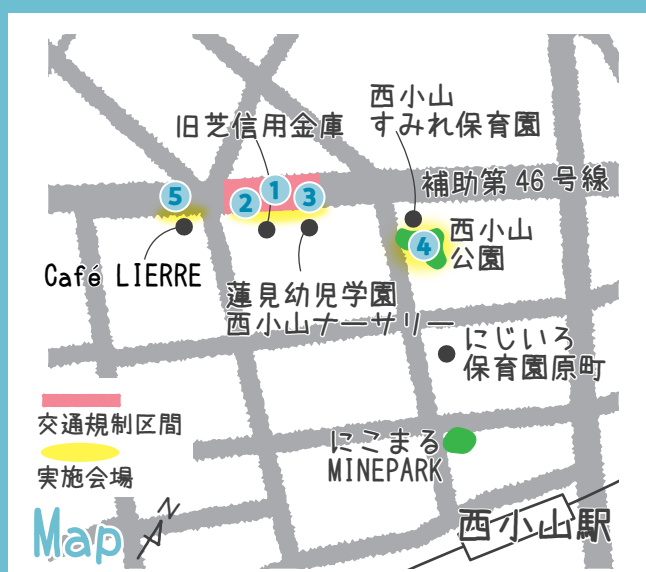 西小山
すみれ保育園
旧芝信用金庫
補助第46号線
5
2
1
3
4
西小山
公園
Café LIERRE
蓮見幼児学園
西小山ナーサリー
にじいろ
保育園原町
交通規制区間
実施会場
にこまる
MINEPARK
西小山駅
Map
N